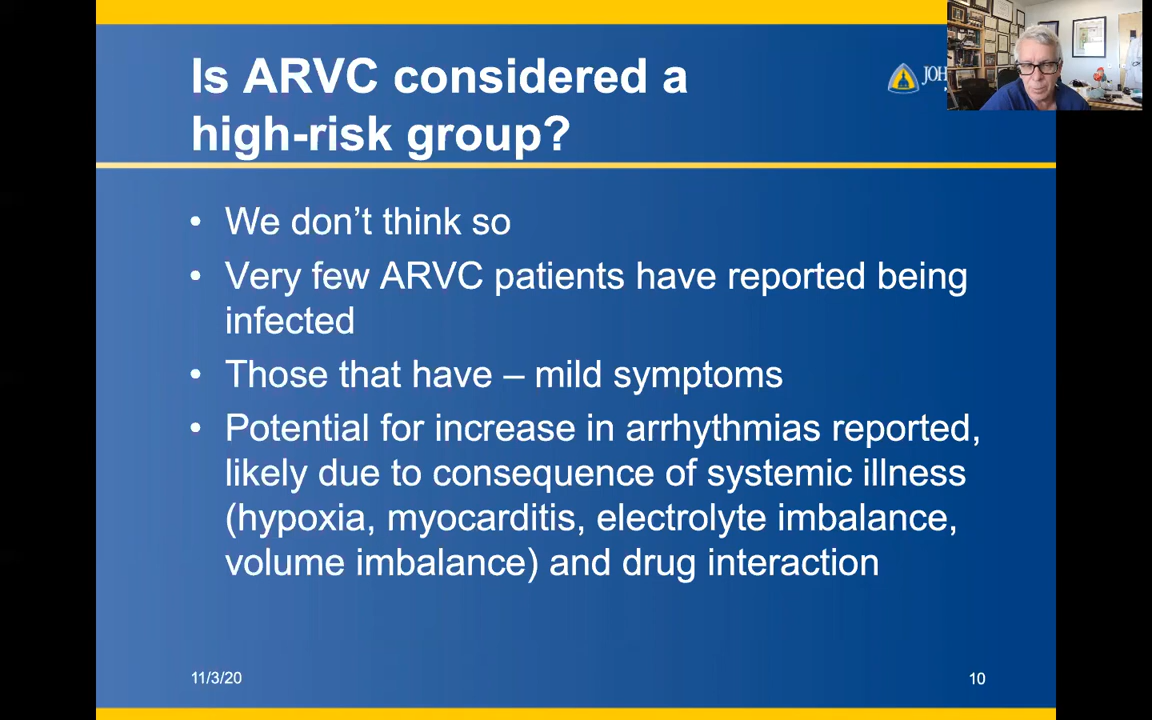 Is ARVC considered a
high-risk group?
JOH
• We don’t think so
• Very few ARVC patients have reported being
infected
• Those that have – mild symptoms
• Potential for increase in arrhythmias reported,
likely due to consequence of systemic illness
(hypoxia, myocarditis, electrolyte imbalance,
volume imbalance) and drug interaction
11/3/20
10